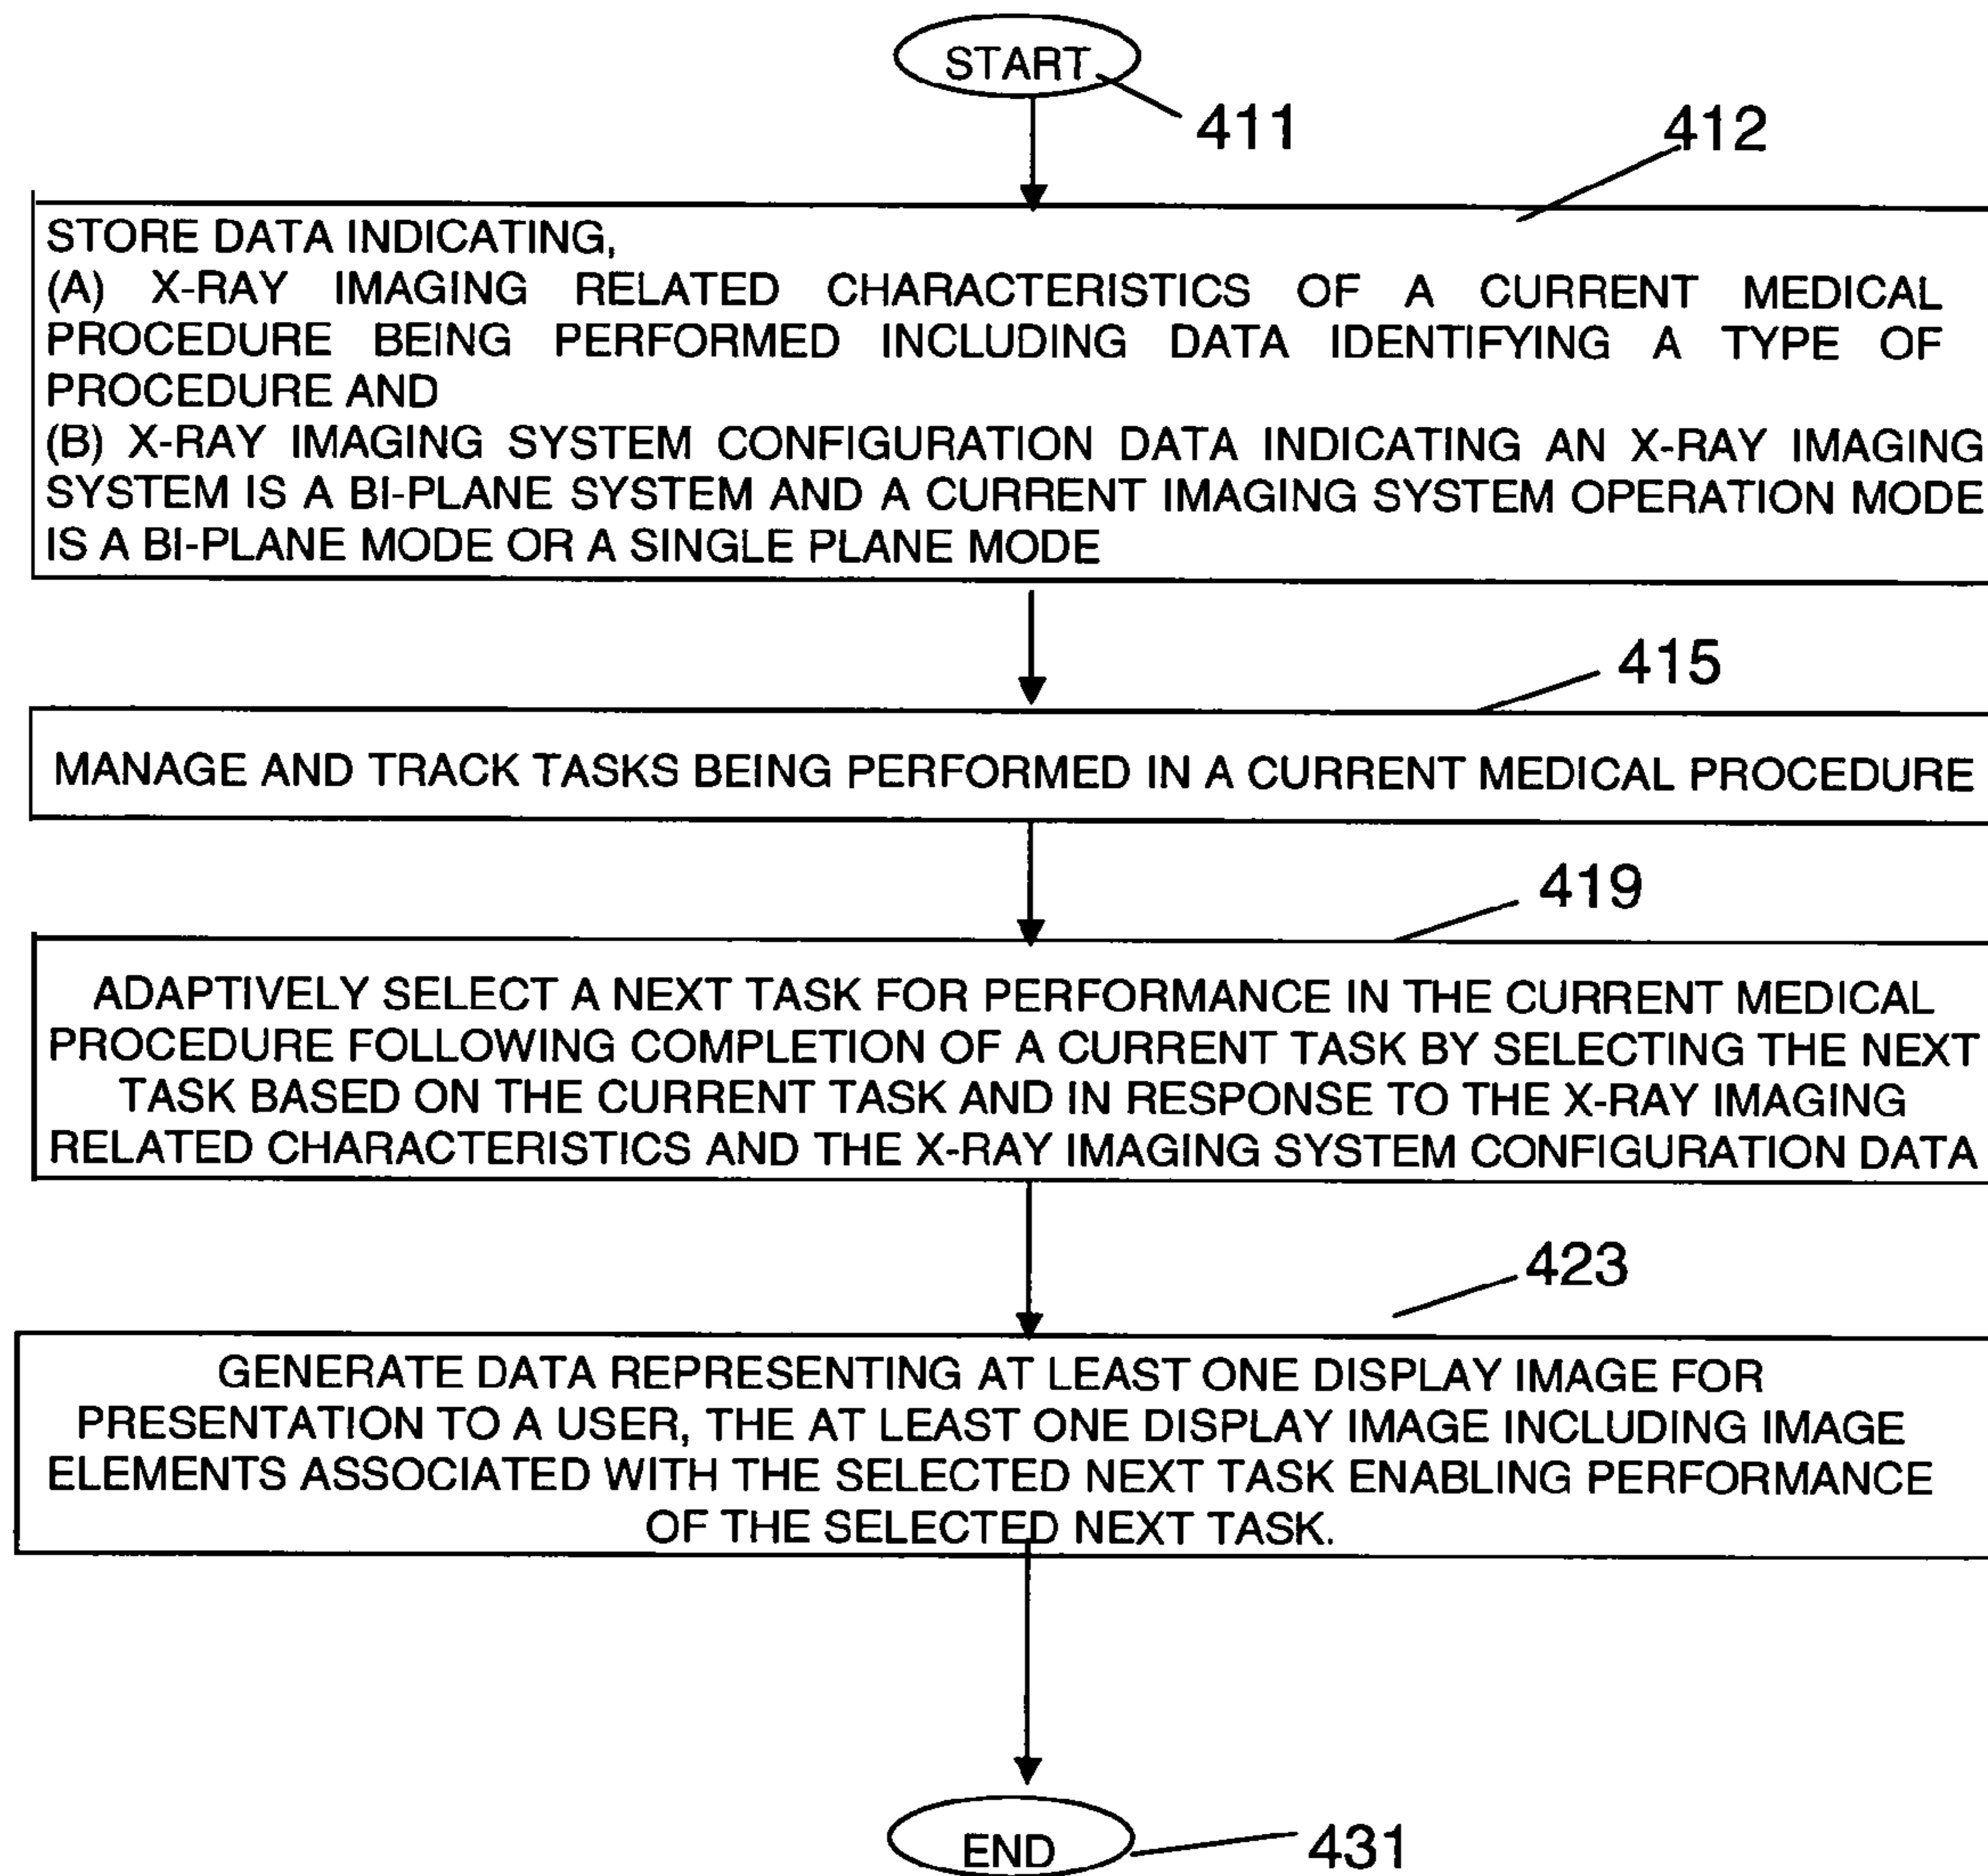 START
411
412
STORE DATA INDICATING,
(A) X-RAY IMAGING RELATED CHARACTERISTICS OF A CURRENT MEDICAL
PROCEDURE BEING PERFORMED INCLUDING DATA IDENTIFYING A TYPE OF
PROCEDURE AND
(B) X-RAY IMAGING SYSTEM CONFIGURATION DATA INDICATING AN X-RAY IMAGING
SYSTEM IS A BI-PLANE SYSTEM AND A CURRENT IMAGING SYSTEM OPERATION MODE
IS A BI-PLANE MODE OR A SINGLE PLANE MODE
415
MANAGE AND TRACK TASKS BEING PERFORMED IN A CURRENT MEDICAL PROCEDURE
419
ADAPTIVELY SELECT A NEXT TASK FOR PERFORMANCE IN THE CURRENT MEDICAL
PROCEDURE FOLLOWING COMPLETION OF A CURRENT TASK BY SELECTING THE NEXT
TASK BASED ON THE CURRENT TASK AND IN RESPONSE TO THE X-RAY IMAGING
RELATED CHARACTERISTICS AND THE X-RAY IMAGING SYSTEM CONFIGURATION DATA
423
GENERATE DATA REPRESENTING AT LEAST ONE DISPLAY IMAGE FOR
PRESENTATION TO A USER, THE AT LEAST ONE DISPLAY IMAGE INCLUDING IMAGE
ELEMENTS ASSOCIATED WITH THE SELECTED NEXT TASK ENABLING PERFORMANCE
OF THE SELECTED NEXT TASK.
END
431